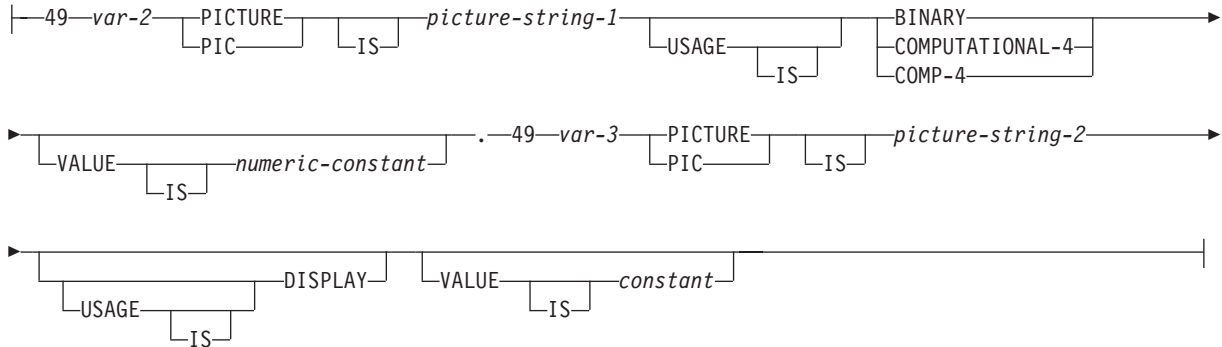 49 var-2 PICTURE picture-string-1 BINARY
PIC IS USAGE COMPUTATIONAL-4
IS COMP-4
. 49 var-3 PICTURE picture-string-2
VALUE numeric-constant PIC IS
IS
DISPLAY VALUE constant
USAGE IS
IS